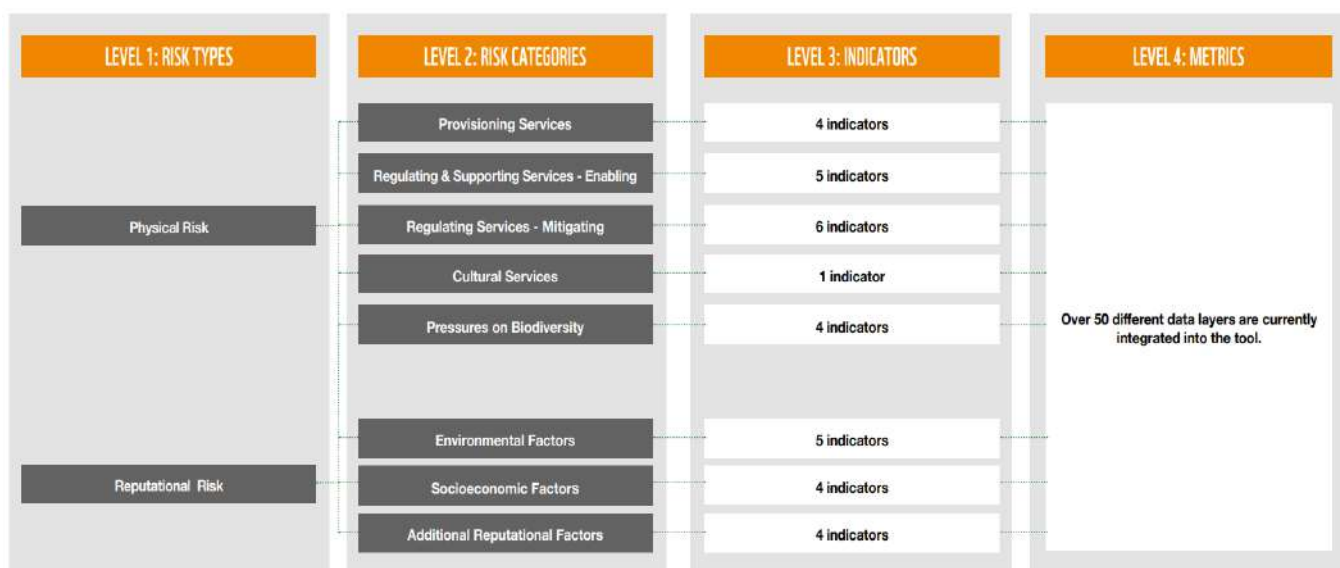 LEVEL 1: RISK TYPES
LEVEL 2: RISK CATEGORIES
LEVEL 3: INDICATORS
LEVEL 4: METRICS
Provisioning Services
4 indicators
Regulating & Supporting Services - Enabling
5 indicators
Physical Risk
Regulating Services - Mitigating
6 indicators
Cultural Services
1 indicator
Pressures on Biodiversity
4 indicators
Over 50 different data layers are currently
integrated into the tool.
Environmental Factors
5 indicators
Reputational Risk
Socioeconomic Factors
4 indicators
Additional Reputational Factors
4 indicators